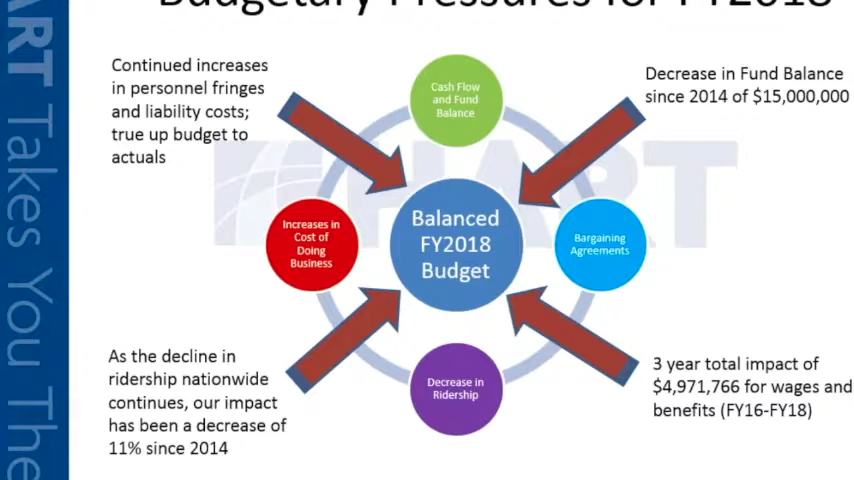 Budgetary Pressures for FY2018
Continued increases
in personnel fringes
and liability costs;
true up budget to
actuals
Cash Flow
and Fund
Balance
Decrease in Fund Balance
since 2014 of $15,000,000
HART
Increases in
Cost of
Doing
Business
Balanced
FY2018
Budget
Bargaining
Agreements
As the decline in
ridership nationwide
continues, our impact
has been a decrease of
11% since 2014
Decrease in
Ridership
3 year total impact of
$4,971,766 for wages and
benefits (FY16-FY18)
ART Takes You The